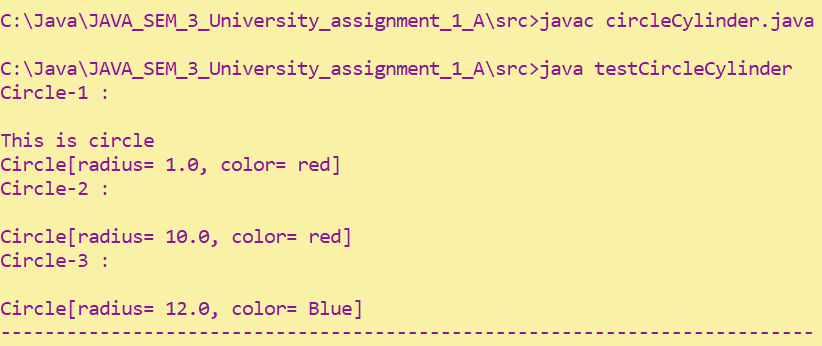 C:\Java\JAVA_SEM_3_University_assignment_1_A\src>javac circleCylinder.java
C:\Java\JAVA_SEM_3_University_assignment_1_A\src>java testCircleCylinder
Circle-1 :
This is circle
Circle[radius= 1.0, color= red]
Circle-2 :
Circle[radius= 10.0, color= red]
Circle-3 :
Circle[radius= 12.0, color= Blue]
--------------------------------------------------------------------------